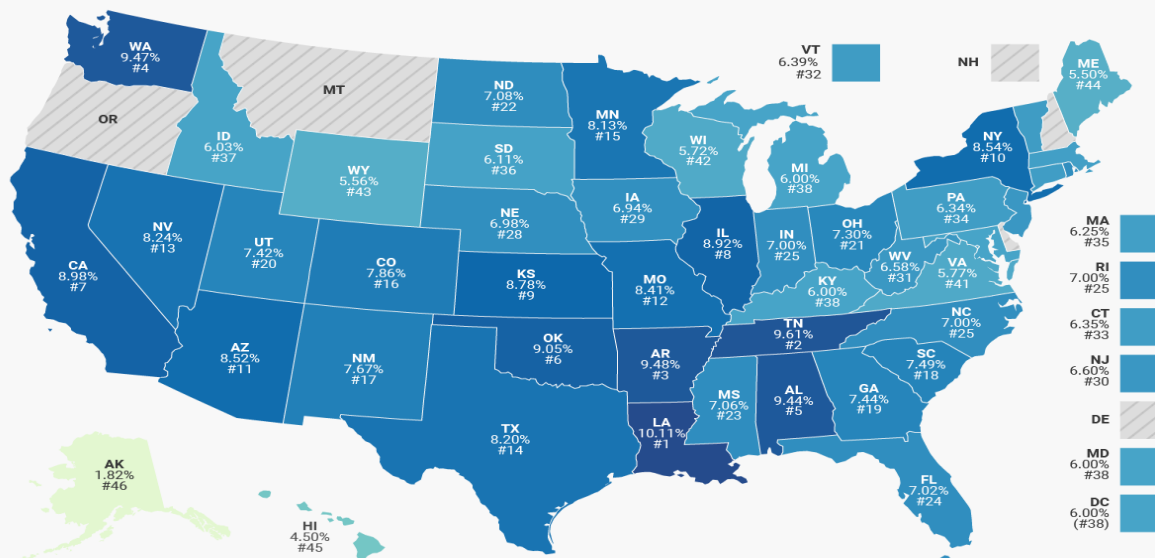 WA
9.47%
#4
OR
MT
ID
6.03%
#37
WY
5.56%
#43
ND
7.08%
#22
SD
6.11%
#36
NE
6.98%
#28
MN
8.13%
#15
IA
6.94%
#29
WI
5.72%
#42
MI
6.00%
#38
VT
6.39%
#32
NH
ME
5.50%
#44
NY
8.54%
#10
PA
6.34%
#34
CA
8.98%
#7
NV
8.24%
#13
UT
7.42%
#20
CO
7.86%
#16
KS
8.78%
#9
MO
8.41%
#12
IL
8.92%
#8
IN
7.00%
#25
OH
7.30%
#21
WV
6.58%
#31
VA
5.77%
#41
KY
6.00%
#38
MA
6.25%
#35
RI
7.00%
#25
CT
6.35%
#33
NJ
6.60%
#30
DE
MD
6.00%
#38
DC
6.00%
(#38)
AZ
8.52%
#11
NM
7.67%
#17
OK
9.05%
#6
AR
9.48%
#3
TN
9.61%
#2
NC
7.00%
#25
SC
7.49%
#18
TX
8.20%
#14
LA
10.11%
#1
MS
7.06%
#23
AL
9.44%
#5
GA
7.44%
#19
FL
7.02%
#24
AK
1.82%
#46
HI
4.50%
#45